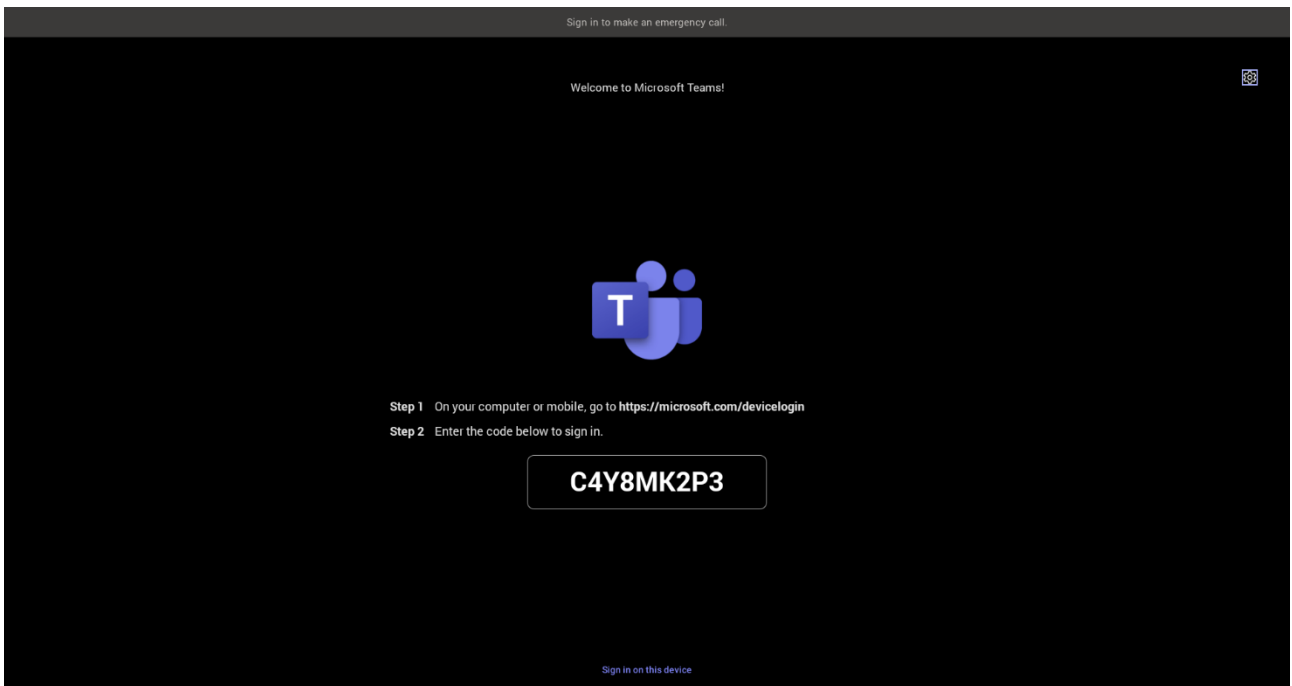 Sign in to make an emergency call.
Welcome to Microsoft Teams!
T
Step 1 On your computer or mobile, go to https://microsoft.com/devicelogin
Step 2 Enter the code below to sign in.
C4Y8MK2P3
Sign in on this device